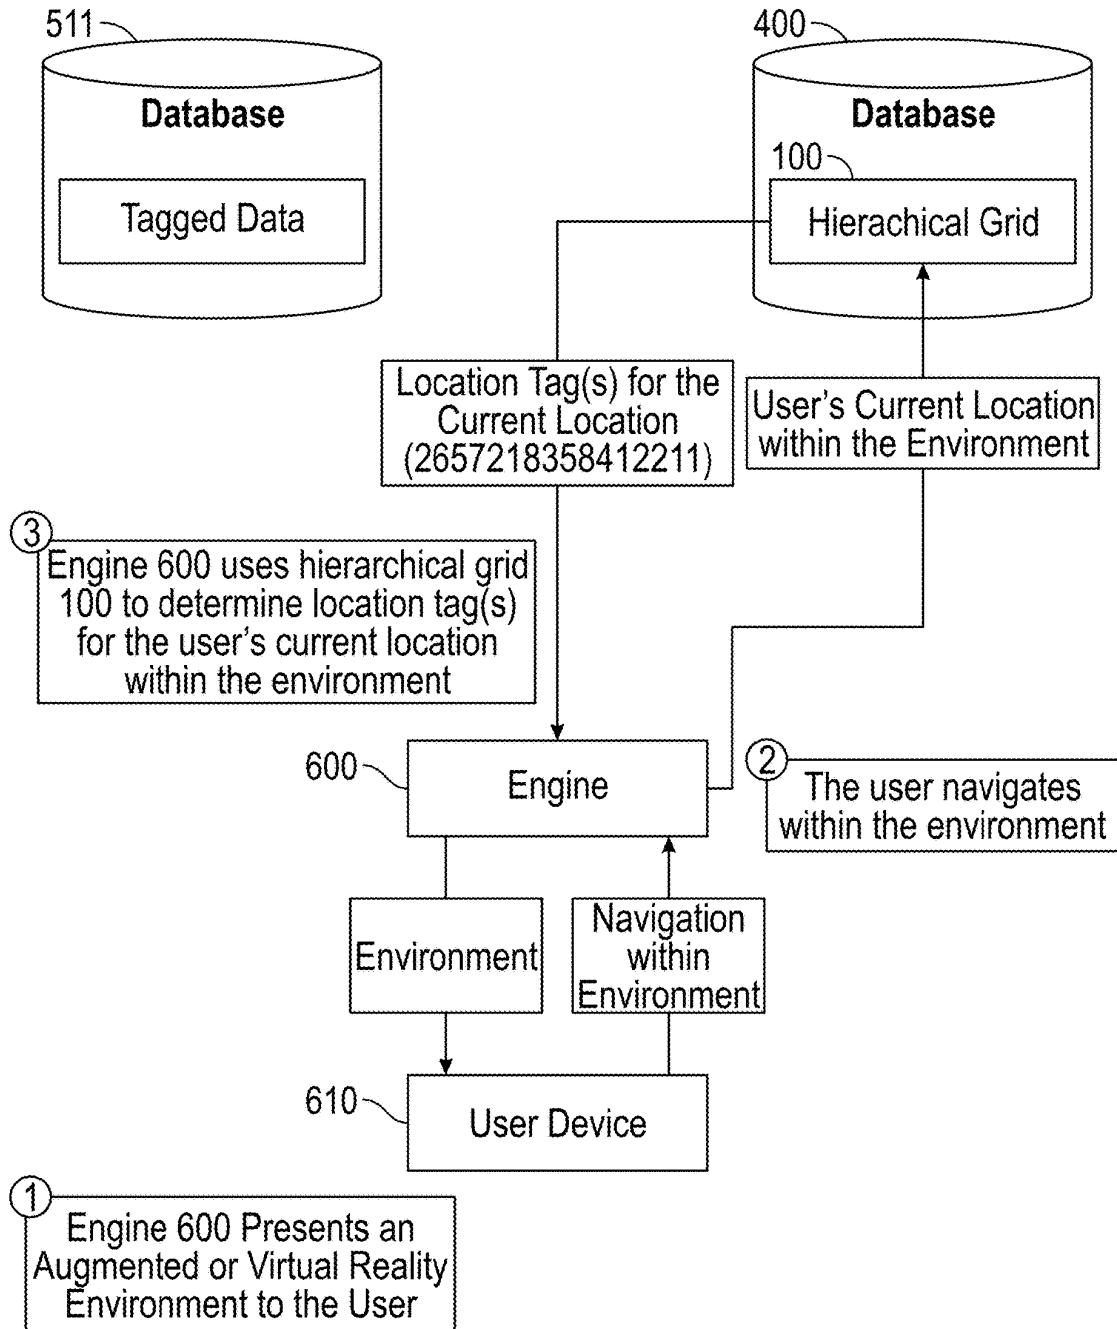 511
Database
Tagged Data
400
Database
100
Hierachical Grid
Location Tag(s) for the
Current Location
(2657218358412211)
User's Current Location
within the Environment
3
Engine 600 uses hierarchical grid
100 to determine location tag(s)
for the user's current location
within the environment
600
Engine
2
The user navigates
within the environment
Environment
Navigation
within
Environment
610
User Device
1
Engine 600 Presents an
Augmented or Virtual Reality
Environment to the User